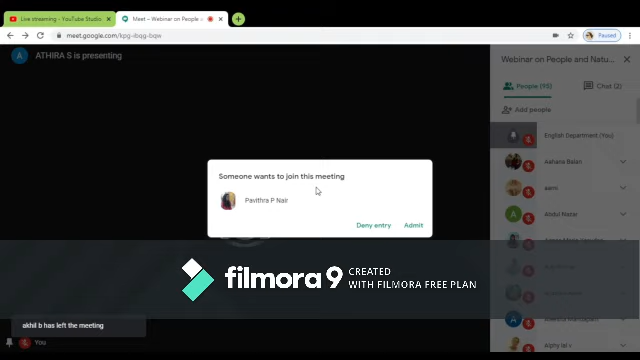 Live streaming - YouTube Studio
Meet – Webinar on People a
meet.google.com/kpg-ibqg-bqw
Paused
A ATHIRA S is presenting
Webinar on People and Natu...
People (95)
Chat (2)
Add people
English Department (You)
Aahana Balan
aami
Abdul Nazar
Someone wants to join this meeting
Pavithra P Nair
Deny entry
Admit
filmora 9
CREATED
WITH FILMORA FREE PLAN
akhil b has left the meeting
You